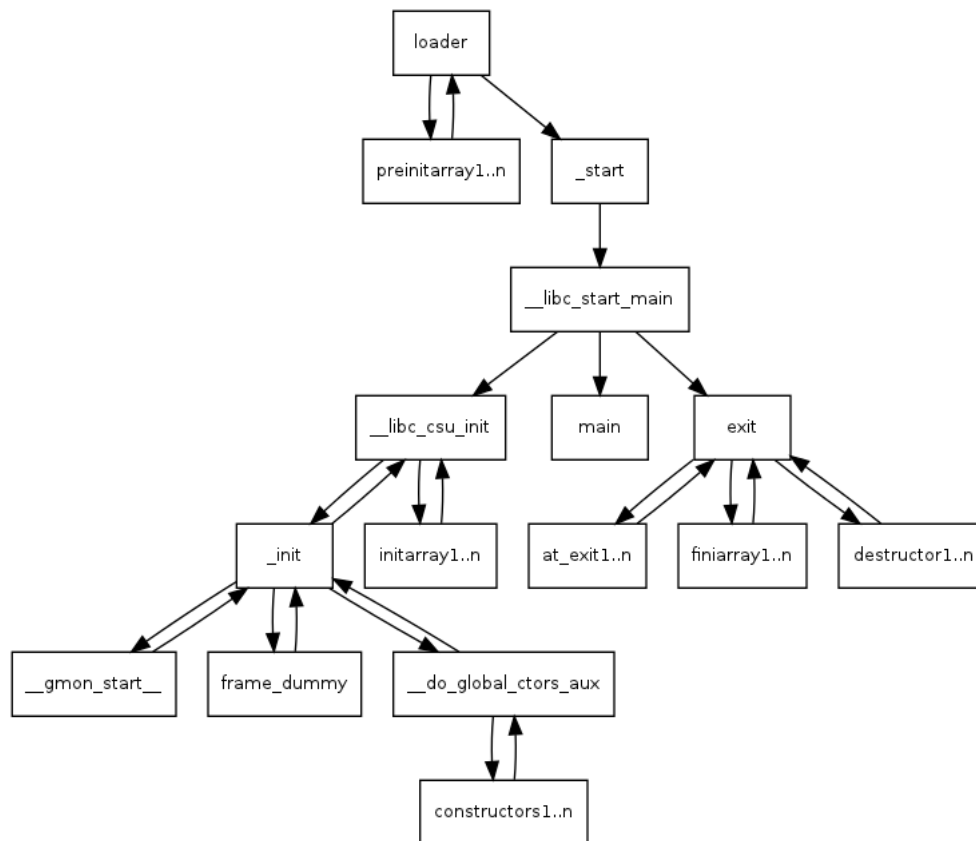 loader
preinitarray1..n
_start
__libc_start_main
__libc_csu_init
main
exit
_init
initarray1..n
at_exit1..n
finiarray1..n
destructor1..n
__gmon_start__
frame_dummy
__do_global_ctors_aux
constructors1..n